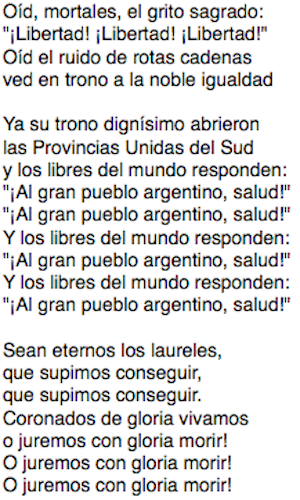 Oíd, mortales, el grito sagrado:
"¡Libertad! ¡Libertad! ¡Libertad!"
Oíd el ruido de rotas cadenas
ved en trono a la noble igualdad
Ya su trono dignísimo abrieron
las Provincias Unidas del Sud
y los libres del mundo responden:
"¡Al gran pueblo argentino, salud!"
"¡Al gran pueblo argentino, salud!"
Y los libres del mundo responden:
"¡Al gran pueblo argentino, salud!"
Y los libres del mundo responden:
"¡Al gran pueblo argentino, salud!"
Sean eternos los laureles,
que supimos conseguir,
que supimos conseguir.
Coronados de gloria vivamos
o juremos con gloria morir!
O juremos con gloria morir!
O juremos con gloria morir!